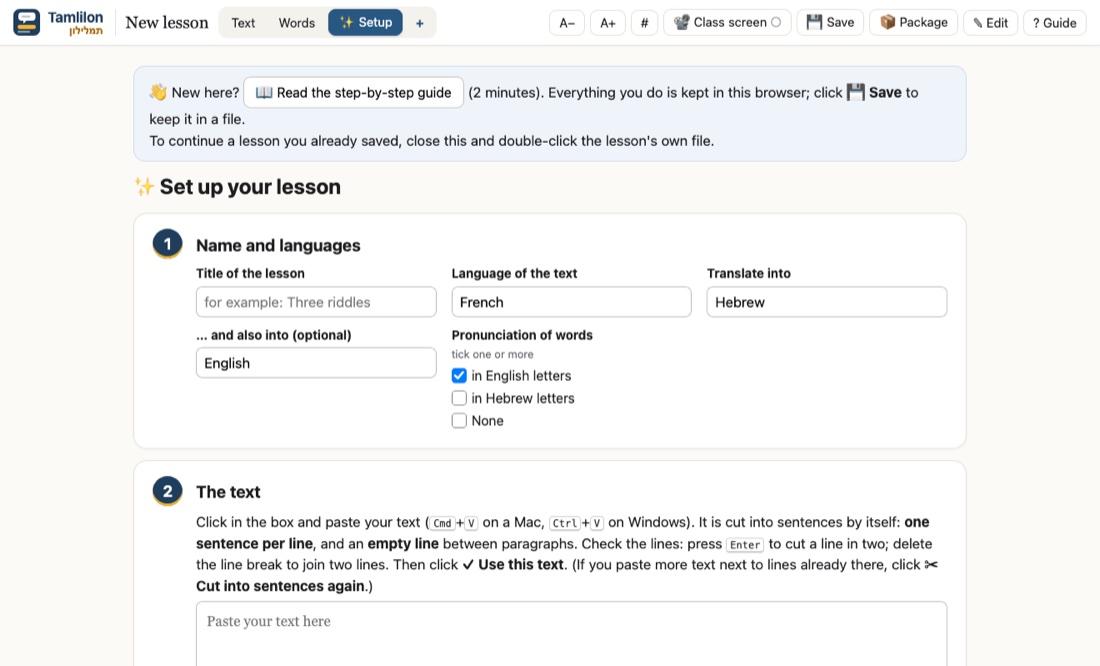 Tamlilon
תמלילון
New lesson
Text Words ✨ Setup +
A− A+ # 📽 Class screen 💾 Save 📦 Package ✎ Edit ? Guide
👋 New here? 📖 Read the step-by-step guide (2 minutes). Everything you do is kept in this browser; click 💾 Save to
keep it in a file.
To continue a lesson you already saved, close this and double-click the lesson's own file.
✨ Set up your lesson
1 Name and languages
Title of the lesson Language of the text Translate into
for example: Three riddles French Hebrew
... and also into (optional) Pronunciation of words
tick one or more
English
in English letters
in Hebrew letters
None
2 The text
Click in the box and paste your text (Cmd+V on a Mac, Ctrl+V on Windows). It is cut into sentences by itself: one
sentence per line, and an empty line between paragraphs. Check the lines: press Enter to cut a line in two; delete
the line break to join two lines. Then click ✓ Use this text. (If you paste more text next to lines already there, click ✂
Cut into sentences again.)
Paste your text here